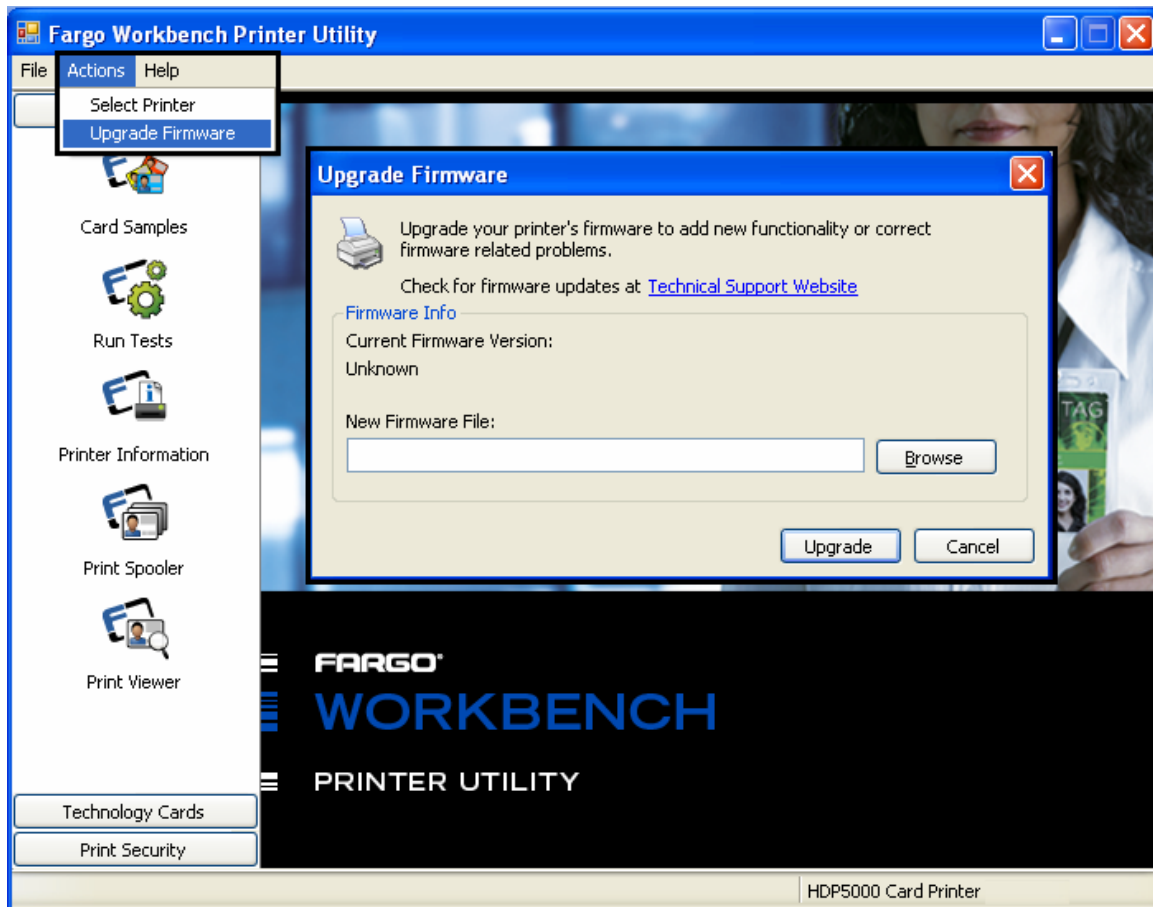 Fargo Workbench Printer Utility
File Actions Help
Select Printer
Upgrade Firmware
Card Samples
Run Tests
Printer Information
Print Spooler
Print Viewer
Technology Cards
Print Security
Upgrade Firmware
Upgrade your printer's firmware to add new functionality or correct
firmware related problems.
Check for firmware updates at Technical Support Website
Firmware Info
Current Firmware Version:
Unknown
New Firmware File:
Browse
Upgrade Cancel
TAG
FARGO®
WORKBENCH
PRINTER UTILITY
HDP5000 Card Printer